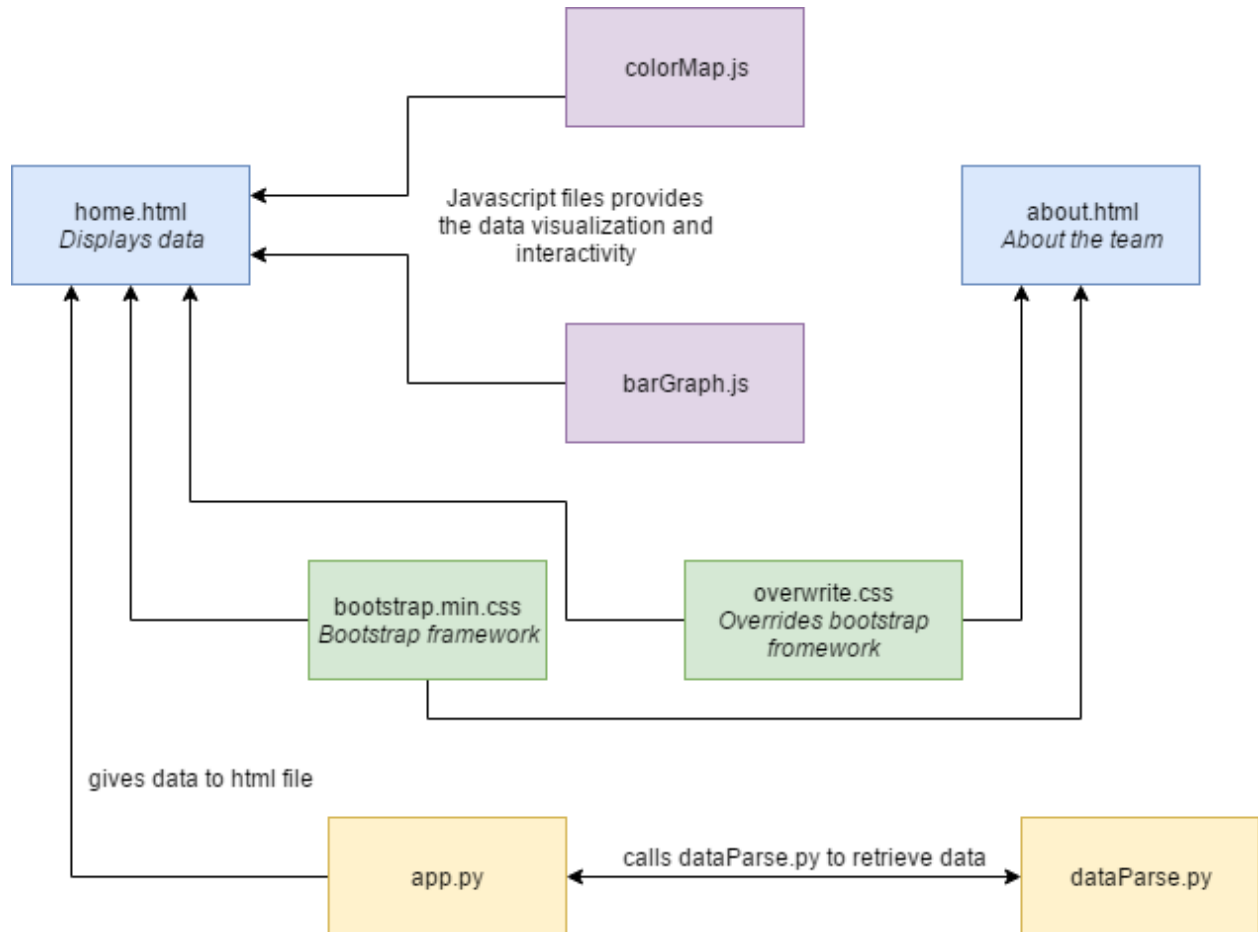 colorMap.js
home.html
Displays data
Javascript files provides
the data visualization and
interactivity
about.html
About the team
barGraph.js
bootstrap.min.css
Bootstrap framework
overwrite.css
Overrides bootstrap
fromework
gives data to html file
app.py
calls dataParse.py to retrieve data
dataParse.py